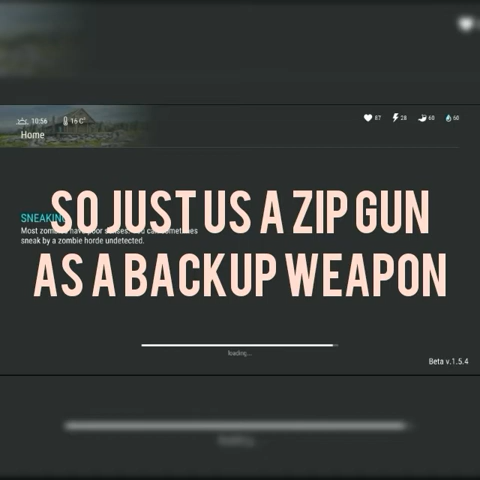 10:56 16 C°
87 28 60 60
Home
SO JUST US A ZIP GUN
SNEAKING
Most zombies have poor senses. You can sometimes
sneak by a zombie horde undetected.
AS A BACKUP WEAPON
loading...
Beta v.1.5.4